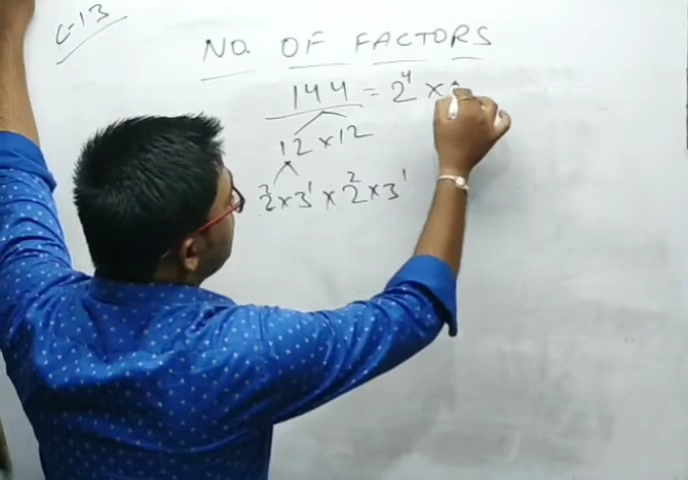 L-13
NO. OF FACTORS
144 = 2⁴ ×
12 × 12
2² × 3¹ × 2² × 3¹